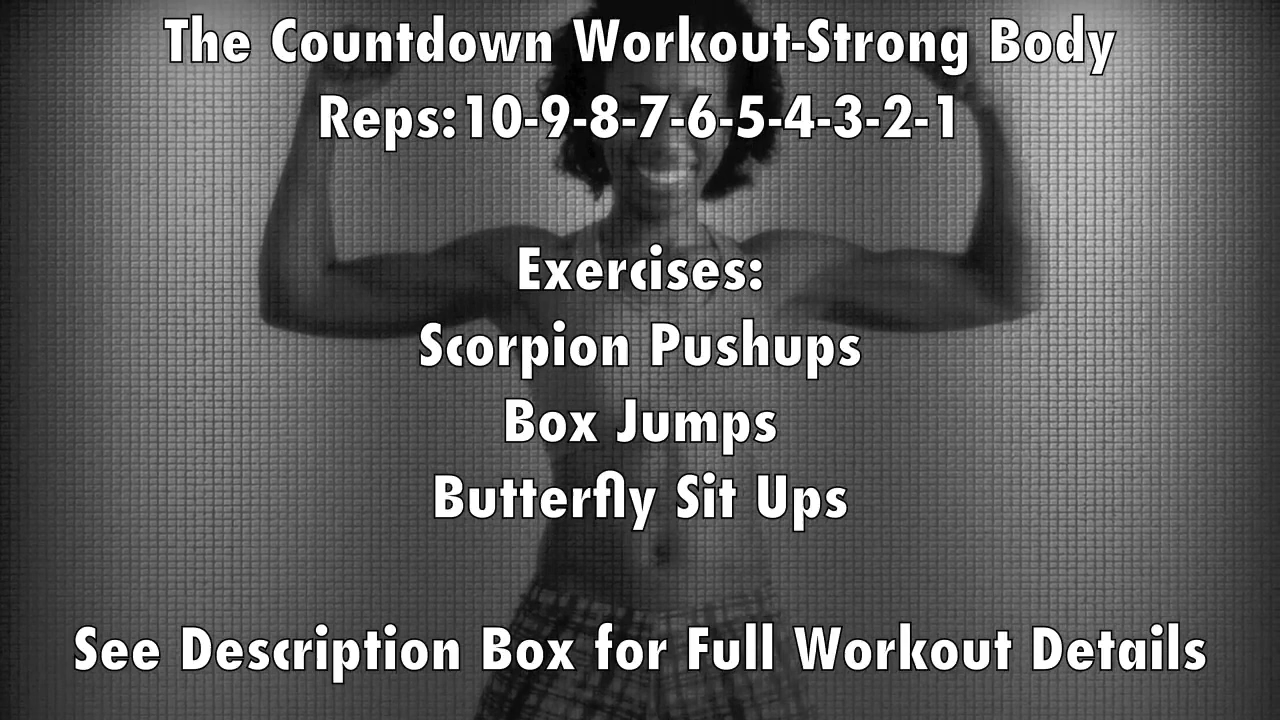 The Countdown Workout-Strong Body
Reps:10-9-8-7-6-5-4-3-2-1
Exercises:
Scorpion Pushups
Box Jumps
Butterfly Sit Ups
See Description Box for Full Workout Details